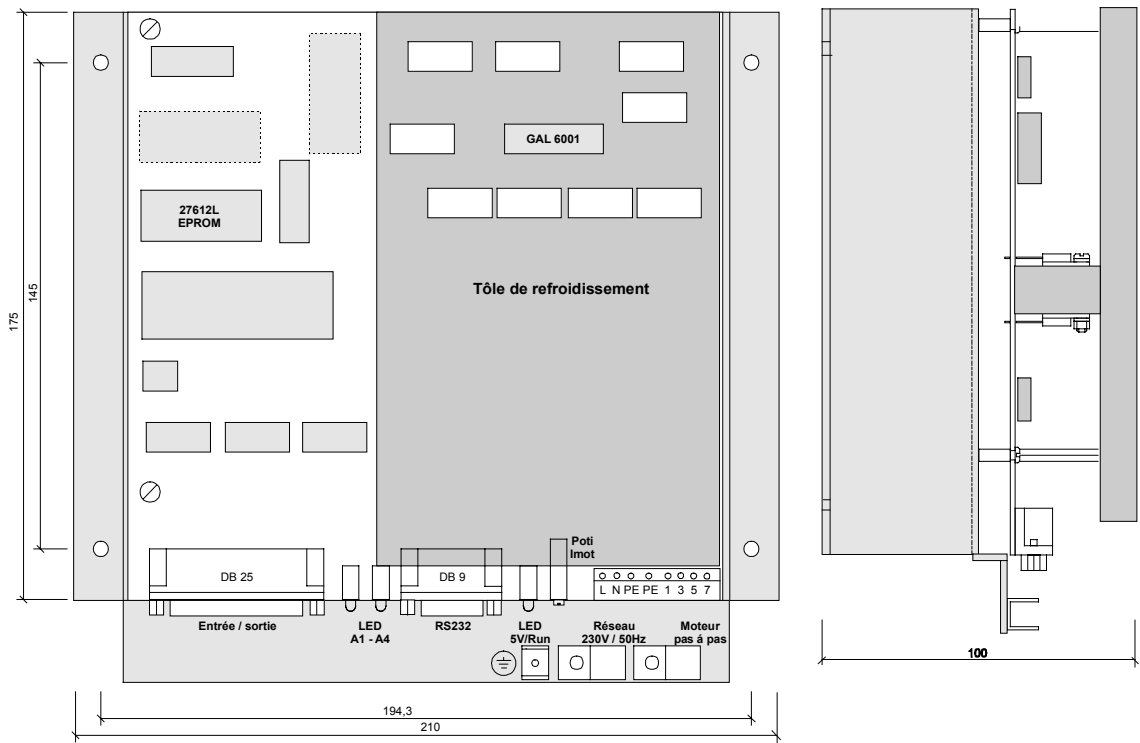 GAL 6001
27612L
EPROM
Tôle de refroidissement
175
145
Poti
Imot
DB 25
DB 9
L N PE PE 1 3 5 7
Entrée / sortie
LED
A1 - A4
RS232
LED
5V/Run
Réseau
230V / 50Hz
Moteur
pas á pas
194,3
210
100